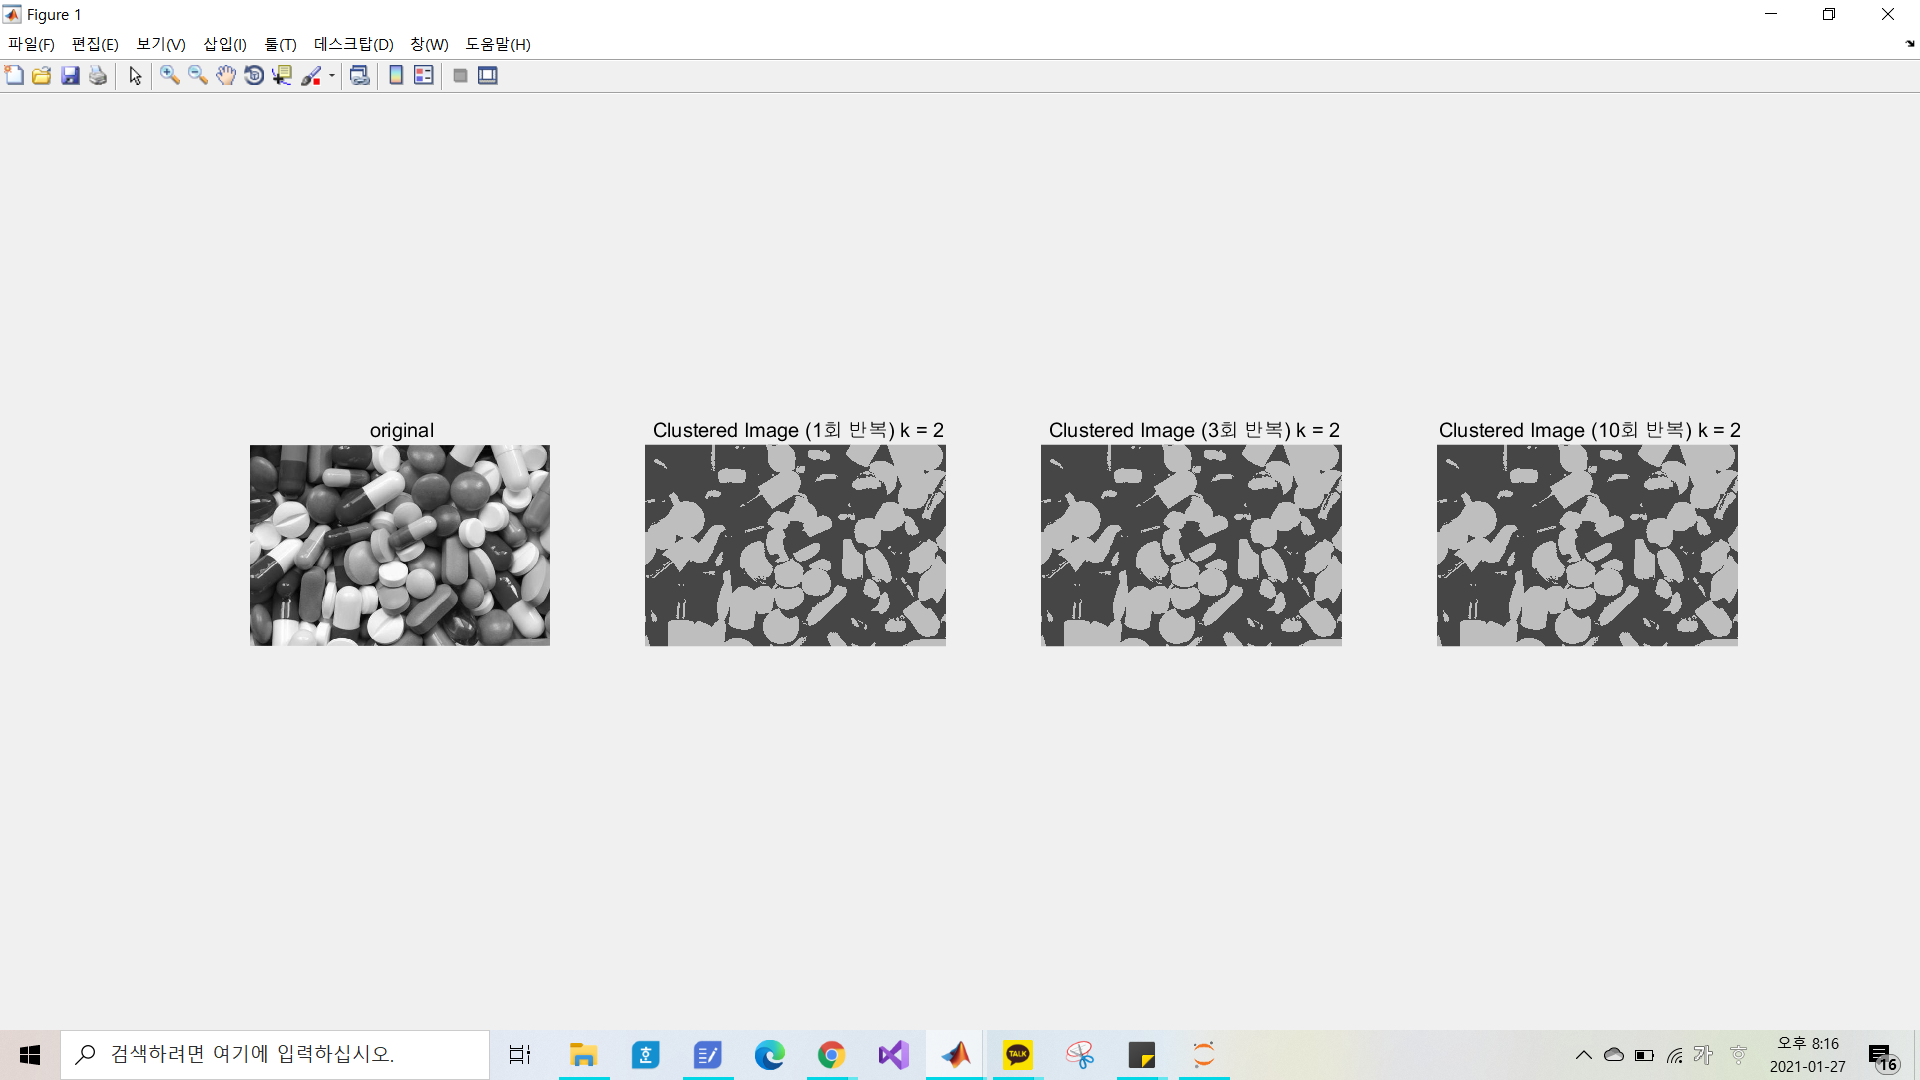 Figure 1
파일(F) 편집(E) 보기(V) 삽입(I) 툴(T) 데스크탑(D) 창(W) 도움말(H)
original
Clustered Image (1회 반복) k = 2
Clustered Image (3회 반복) k = 2
Clustered Image (10회 반복) k = 2
검색하려면 여기에 입력하십시오.
호
TALK
가
ㅎ
오후 8:16
2021-01-27
16